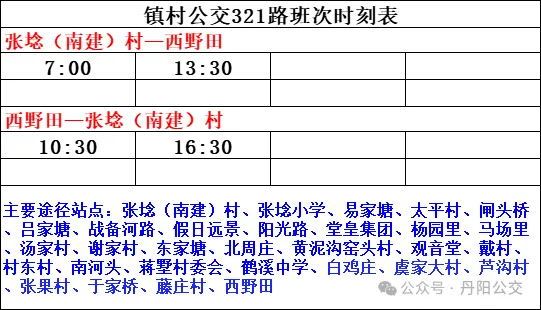 镇村公交321路班次时刻表
张埝（南建）村—西野田
7:00 13:30
西野田—张埝（南建）村
10:30 16:30
主要途径站点：张埝（南建）村、张埝小学、易家塘、太平村、闸头桥
、吕家塘、战备河路、假日远景、阳光路、堂皇集团、杨园里、马场里
、汤家村、谢家村、东家塘、北周庄、黄泥沟窑头村、观音堂、戴村、
村东村、南河头、蒋墅村委会、鹤溪中学、白鸡庄、虞家大村、芦沟村
、张果村、于家桥、藤庄村、西野田
公众号·丹阳公交